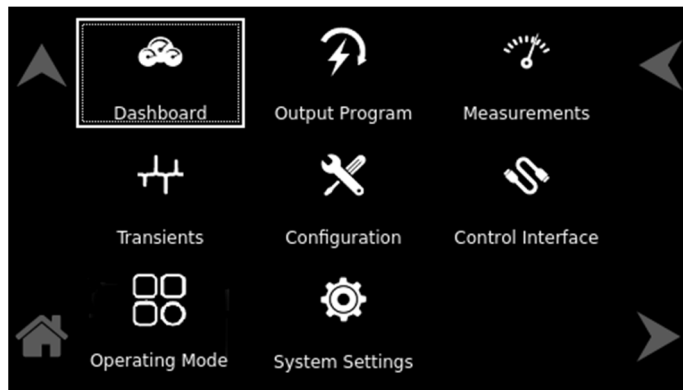 Dashboard
Output Program
Measurements
Transients
Configuration
Control Interface
Operating Mode
System Settings